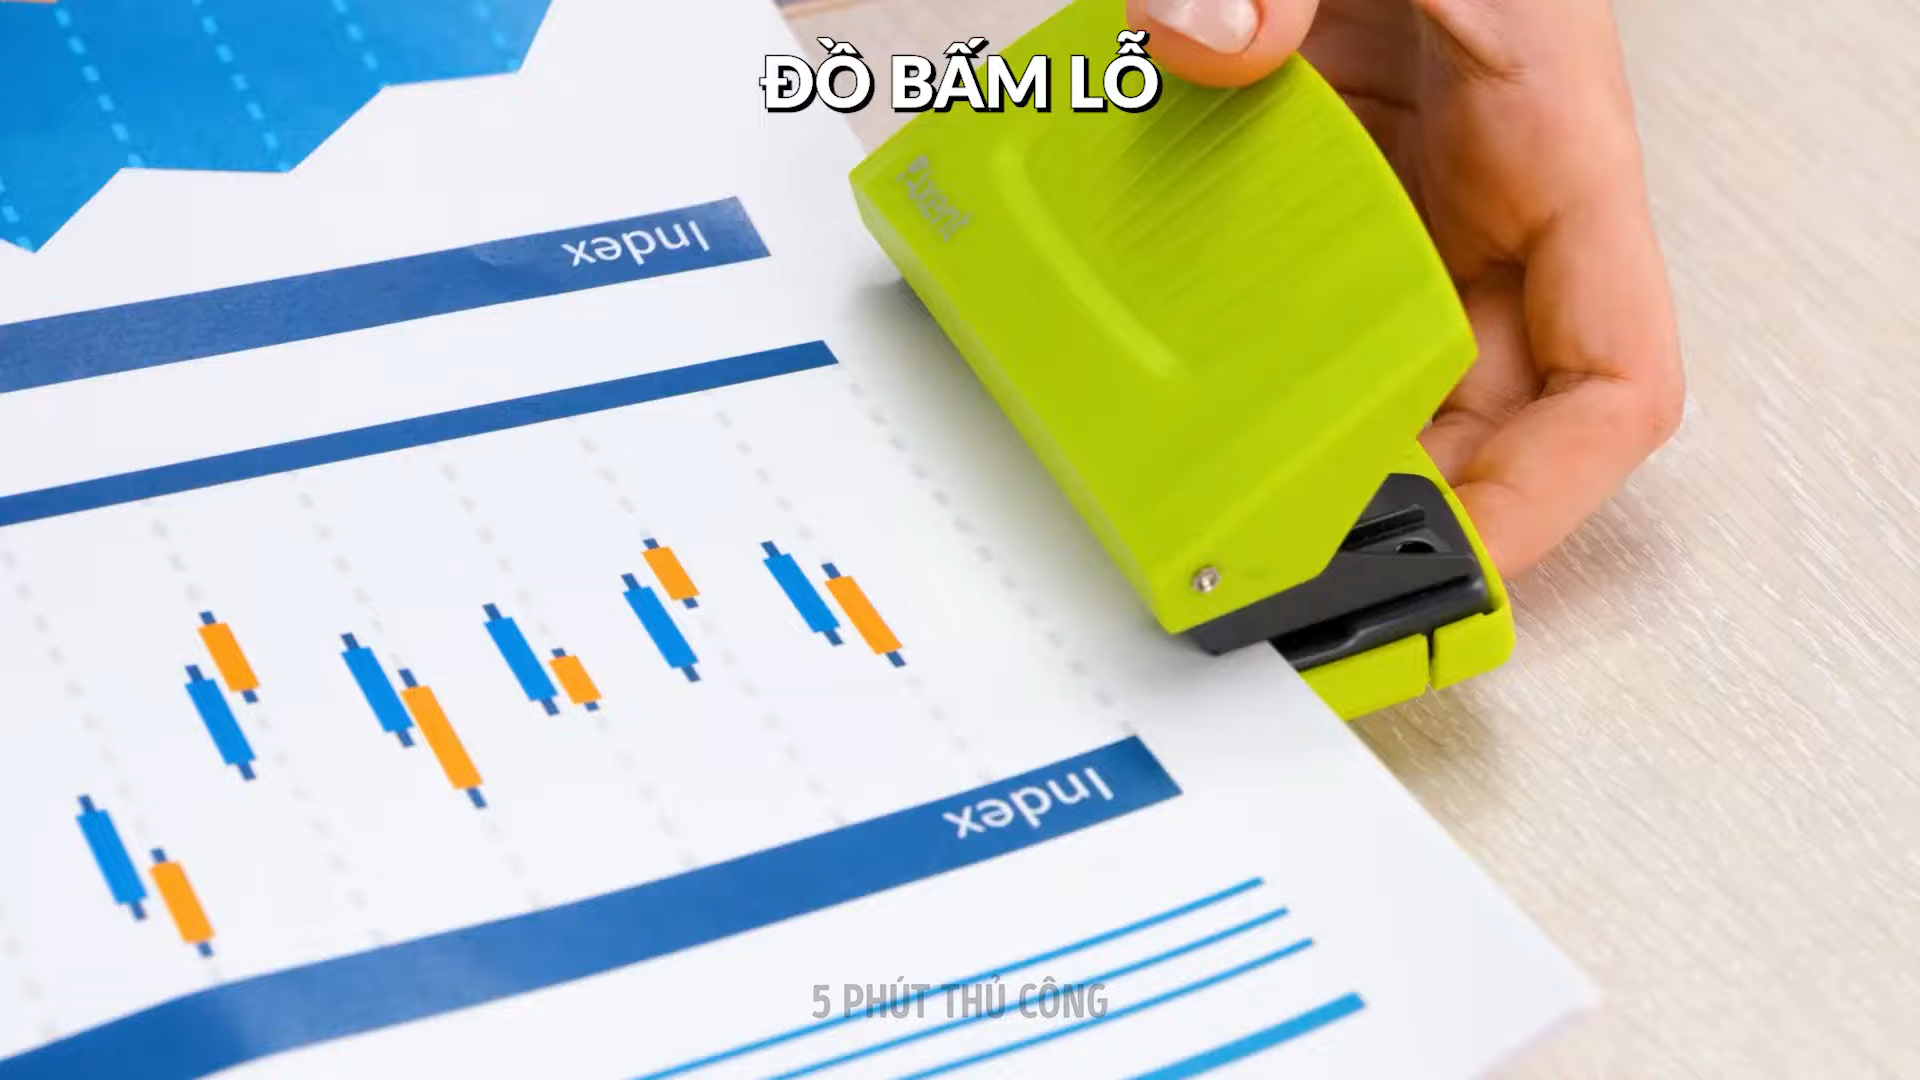 ĐỒ BẤM LỖ
Index
Index
5 PHÚT THỦ CÔNG